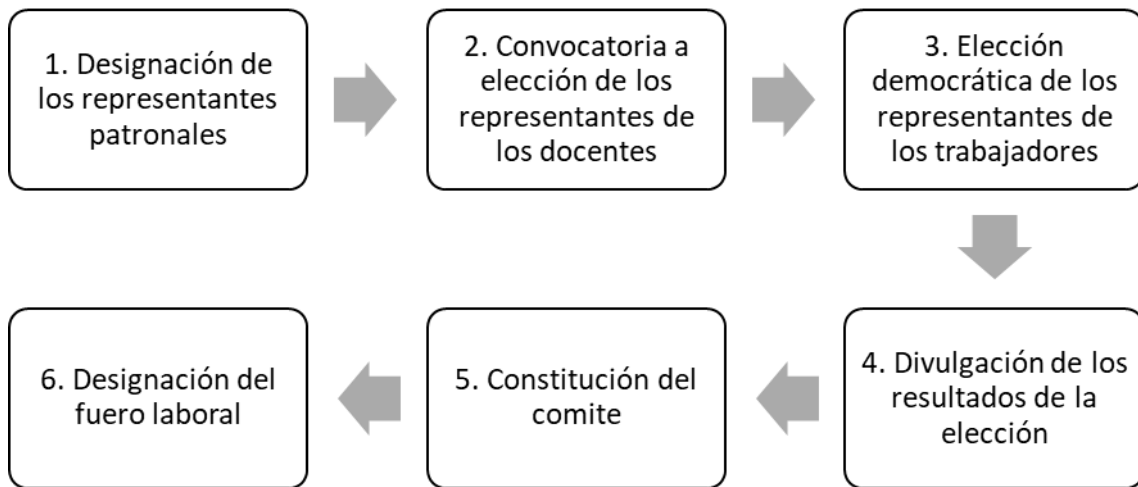 1. Designación de
los representantes
patronales
2. Convocatoria a
elección de los
representantes de
los docentes
3. Elección
democrática de los
representantes de
los trabajadores
4. Divulgación de los
resultados de la
elección
5. Constitución del
comite
6. Designación del
fuero laboral